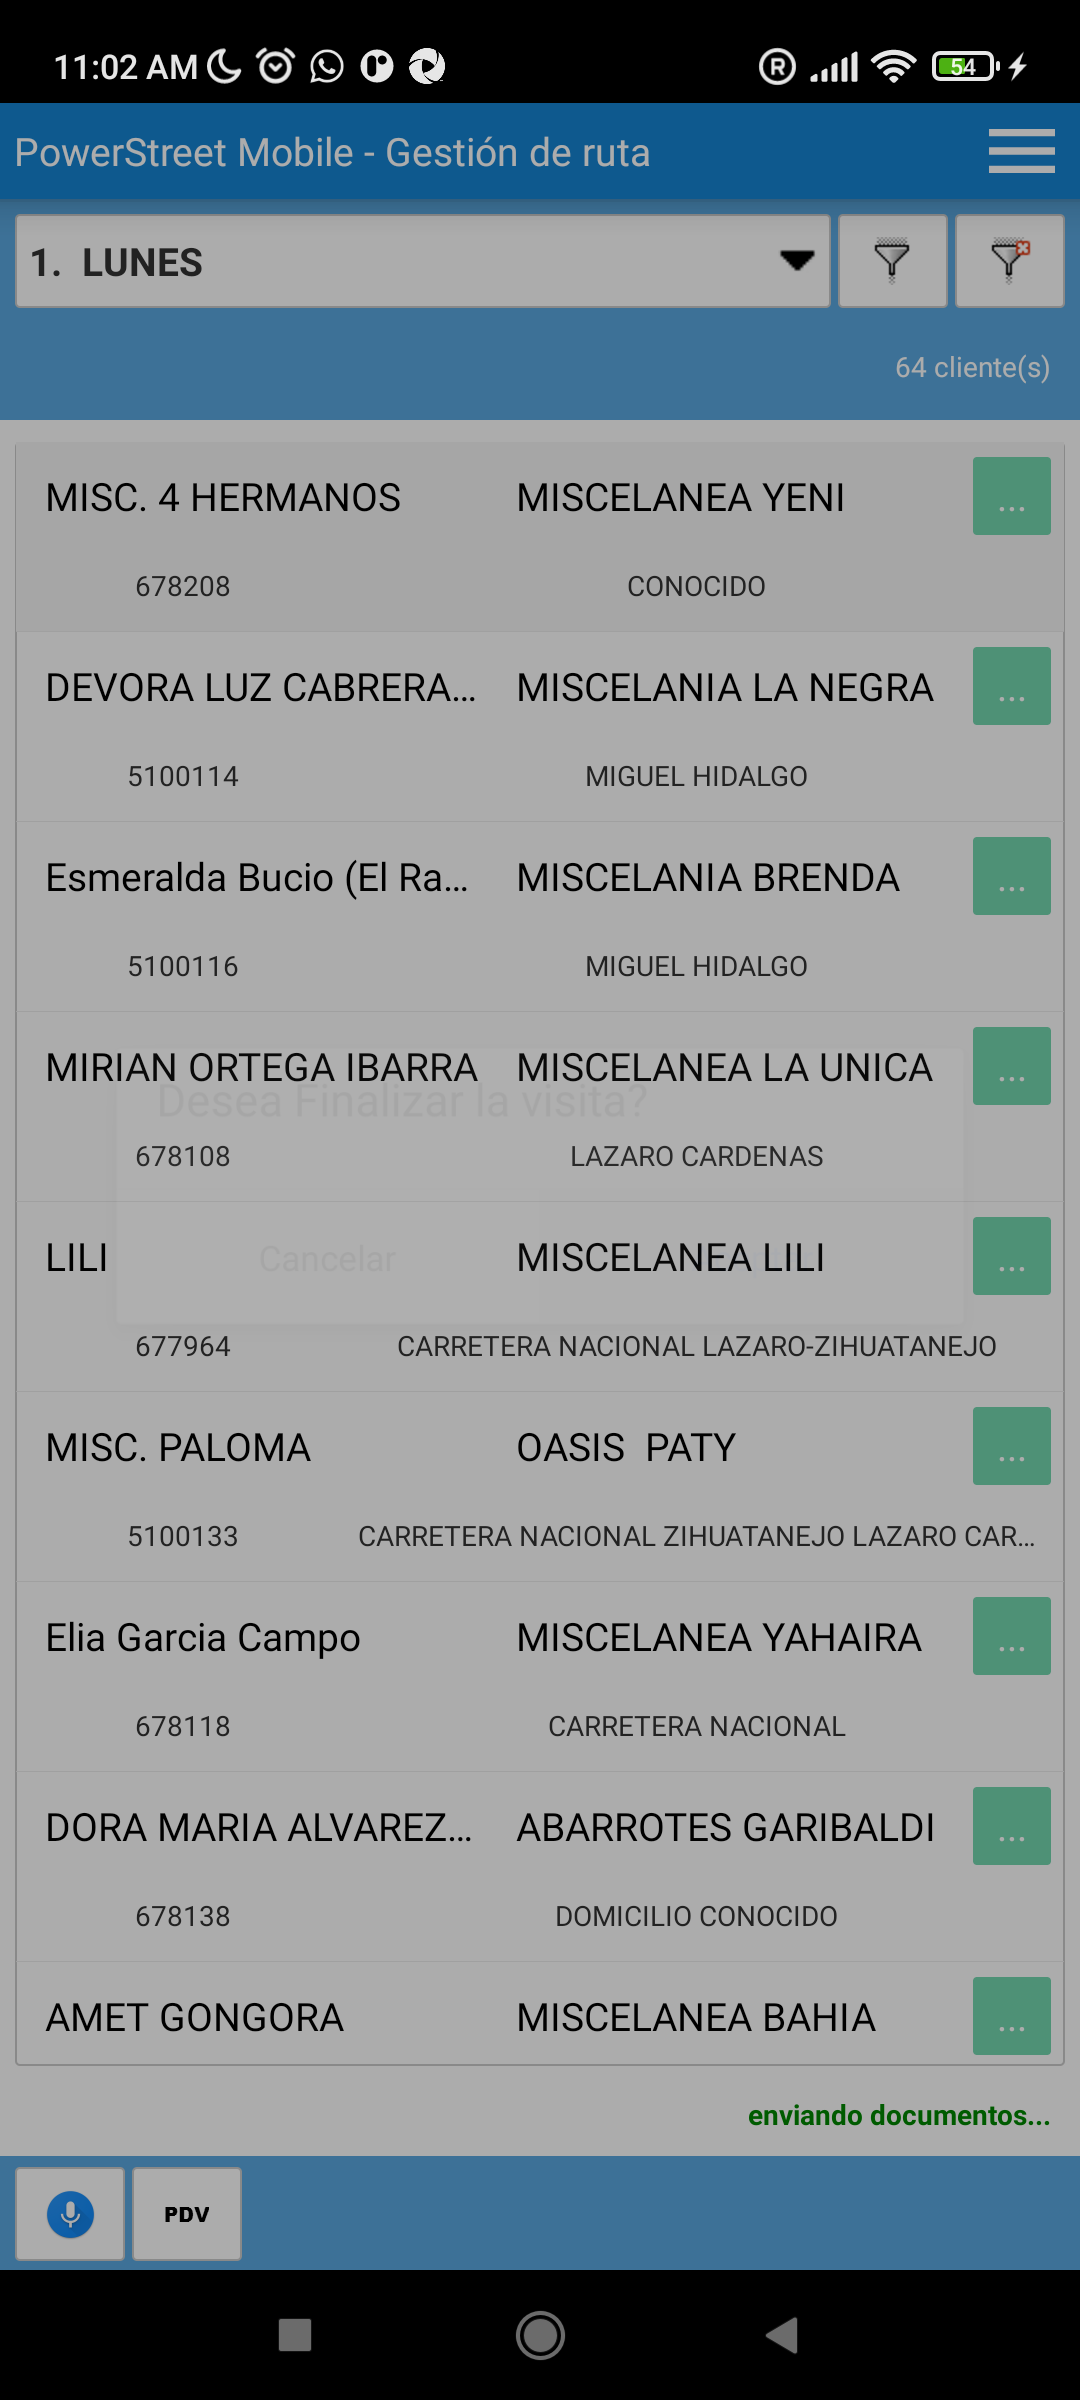 11:02 AM
54
PowerStreet Mobile - Gestión de ruta
1. LUNES
64 cliente(s)
MISC. 4 HERMANOS MISCELANEA YENI ...
678208 CONOCIDO
DEVORA LUZ CABRERA... MISCELANIA LA NEGRA ...
5100114 MIGUEL HIDALGO
Esmeralda Bucio (El Ra... MISCELANIA BRENDA ...
5100116 MIGUEL HIDALGO
MIRIAN ORTEGA IBARRA MISCELANEA LA UNICA ...
Desea Finalizar la visita?
678108 LAZARO CARDENAS
LILI MISCELANEA LILI ...
Cancelar
677964 CARRETERA NACIONAL LAZARO-ZIHUATANEJO
MISC. PALOMA OASIS PATY ...
5100133 CARRETERA NACIONAL ZIHUATANEJO LAZARO CAR...
Elia Garcia Campo MISCELANEA YAHAIRA ...
678118 CARRETERA NACIONAL
DORA MARIA ALVAREZ... ABARROTES GARIBALDI ...
678138 DOMICILIO CONOCIDO
AMET GONGORA MISCELANEA BAHIA ...
enviando documentos...
PDV